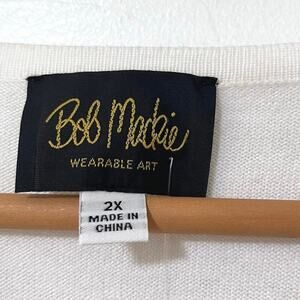 Bob Mackie
WEARABLE ART
2X
MADE IN
CHINA